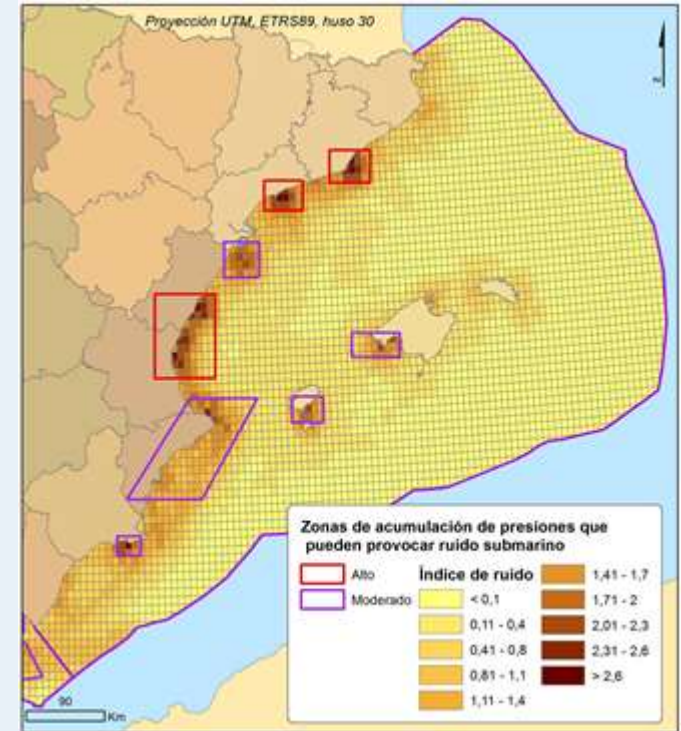 Proyección UTM, ETRS89, huso 30
N
Zonas de acumulación de presiones que
pueden provocar ruido submarino
Alto
Moderado
Índice de ruido
< 0,1
0,11 - 0,4
0,41 - 0,8
0,81 - 1,1
1,11 - 1,4
1,41 - 1,7
1,71 - 2
2,01 - 2,3
2,31 - 2,6
> 2,6
90
Km